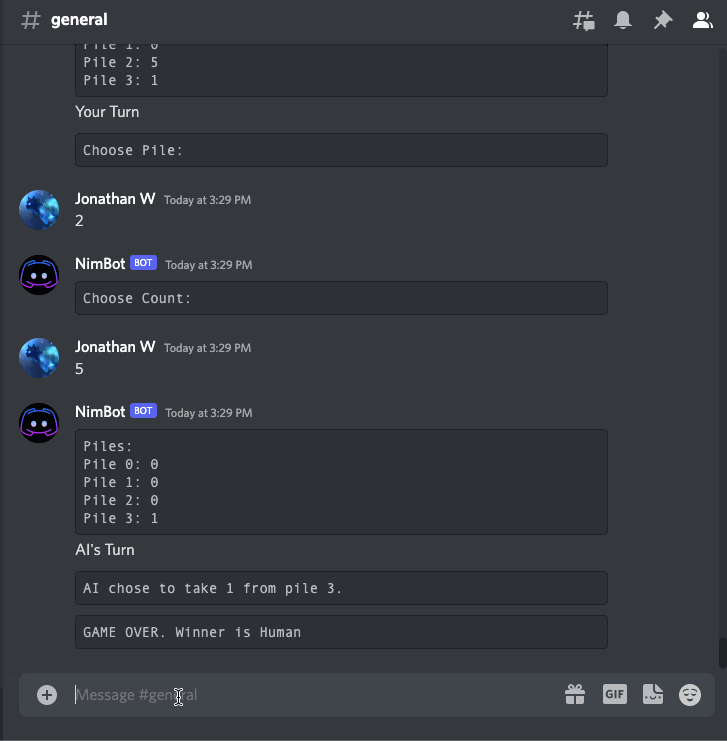 general
Pile 1: 0
Pile 2: 5
Pile 3: 1
Your Turn
Choose Pile:
Jonathan W Today at 3:29 PM
2
NimBot BOT Today at 3:29 PM
Choose Count:
Jonathan W Today at 3:29 PM
5
NimBot BOT Today at 3:29 PM
Piles:
Pile 0: 0
Pile 1: 0
Pile 2: 0
Pile 3: 1
AI's Turn
AI chose to take 1 from pile 3.
GAME OVER. Winner is Human
Message #general
GIF